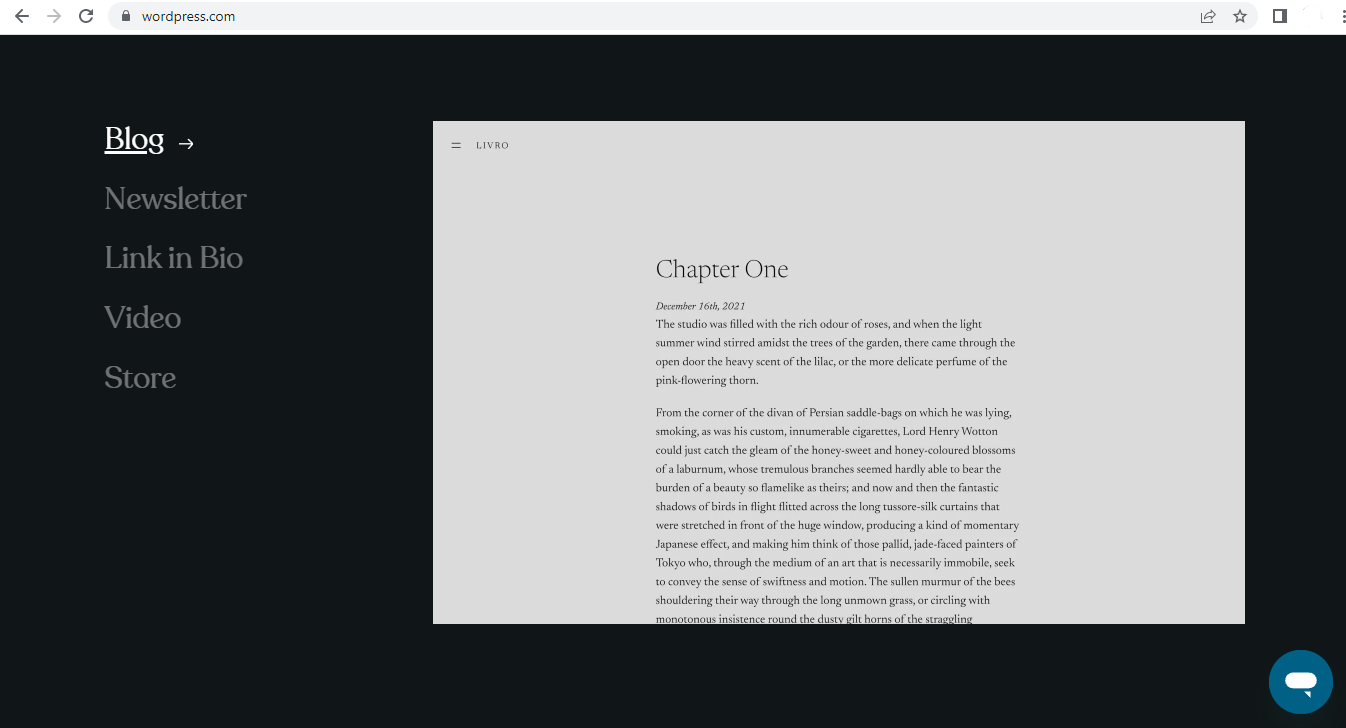 wordpress.com
Blog →
Newsletter
Link in Bio
Video
Store
LIVRO
Chapter One
December 16th, 2021
The studio was filled with the rich odour of roses, and when the light
summer wind stirred amidst the trees of the garden, there came through the
open door the heavy scent of the lilac, or the more delicate perfume of the
pink-flowering thorn.
From the corner of the divan of Persian saddle-bags on which he was lying,
smoking, as was his custom, innumerable cigarettes, Lord Henry Wotton
could just catch the gleam of the honey-sweet and honey-coloured blossoms
of a laburnum, whose tremulous branches seemed hardly able to bear the
burden of a beauty so flamelike as theirs; and now and then the fantastic
shadows of birds in flight flitted across the long tussore-silk curtains that
were stretched in front of the huge window, producing a kind of momentary
Japanese effect, and making him think of those pallid, jade-faced painters of
Tokyo who, through the medium of an art that is necessarily immobile, seek
to convey the sense of swiftness and motion. The sullen murmur of the bees
shouldering their way through the long unmown grass, or circling with
monotonous insistence round the dusty gilt horns of the straggling